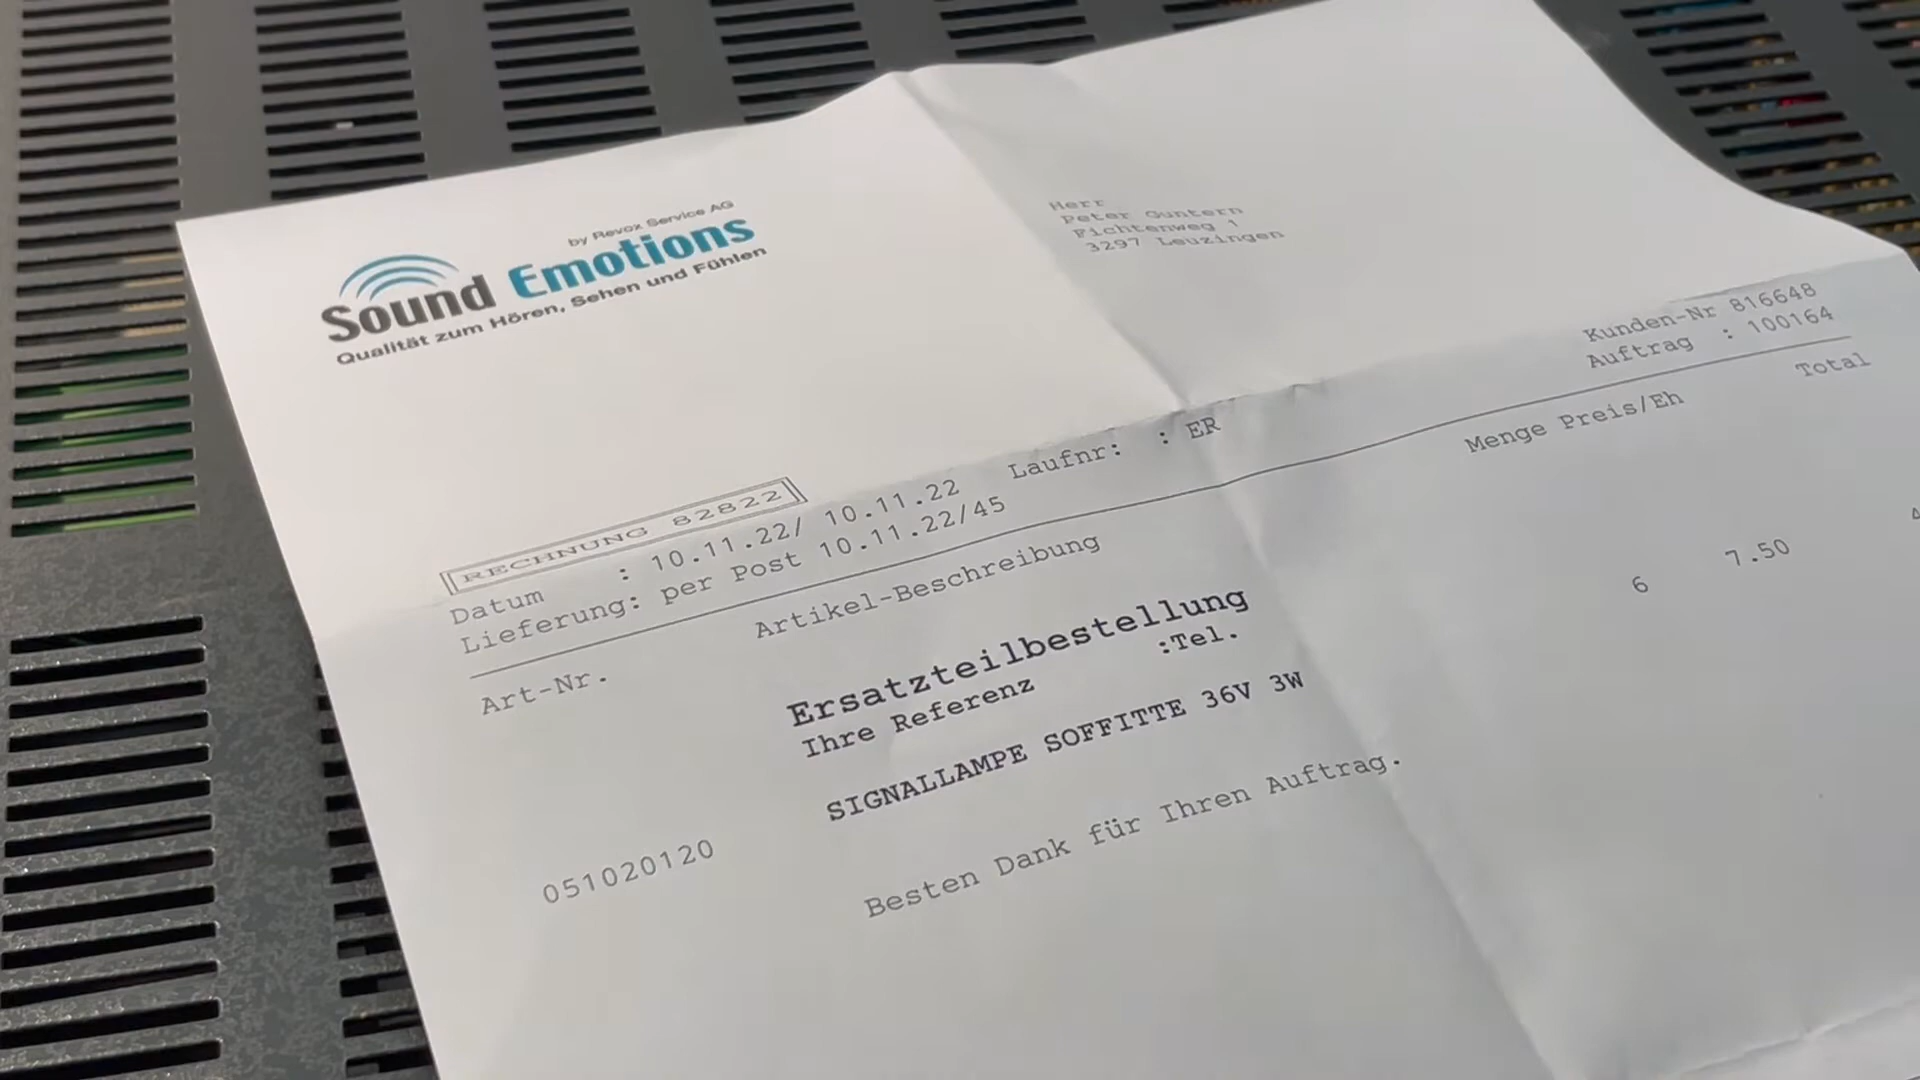 by Revox Service AG
Sound Emotions
Qualität zum Hören, Sehen und Fühlen
Herr
Peter Guntern
Fichtenweg 1
3297 Leuzingen
Kunden-Nr 816648
Auftrag : 100164
RECHNUNG 82822
Datum : 10.11.22/ 10.11.22 Laufnr: : ER
Lieferung: per Post 10.11.22/45
Art-Nr. Artikel-Beschreibung Menge Preis/Eh Total
Ersatzteilbestellung
Ihre Referenz :Tel.
051020120 SIGNALLAMPE SOFFITTE 36V 3W 6 7.50 4
Besten Dank für Ihren Auftrag.